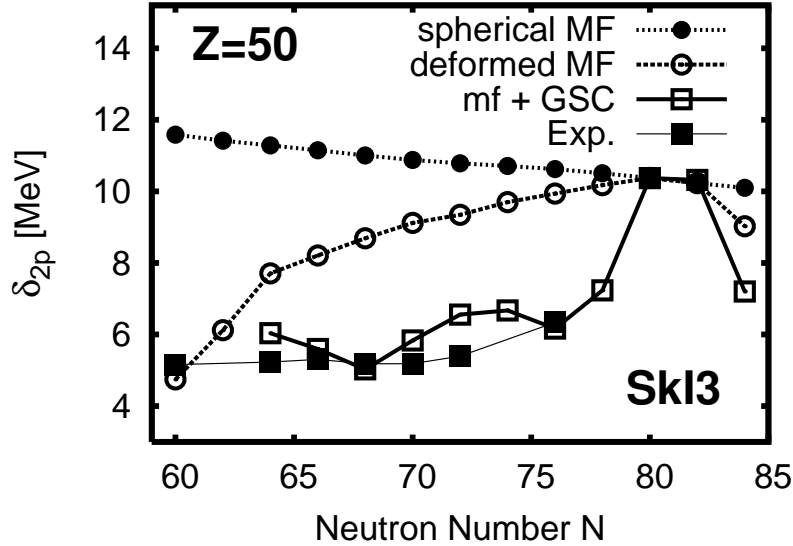 Z=50
spherical MF
deformed MF
mf + GSC
Exp.
14
12
10
8
6
4
δ2p [MeV]
SkI3
60 65 70 75 80 85
Neutron Number N